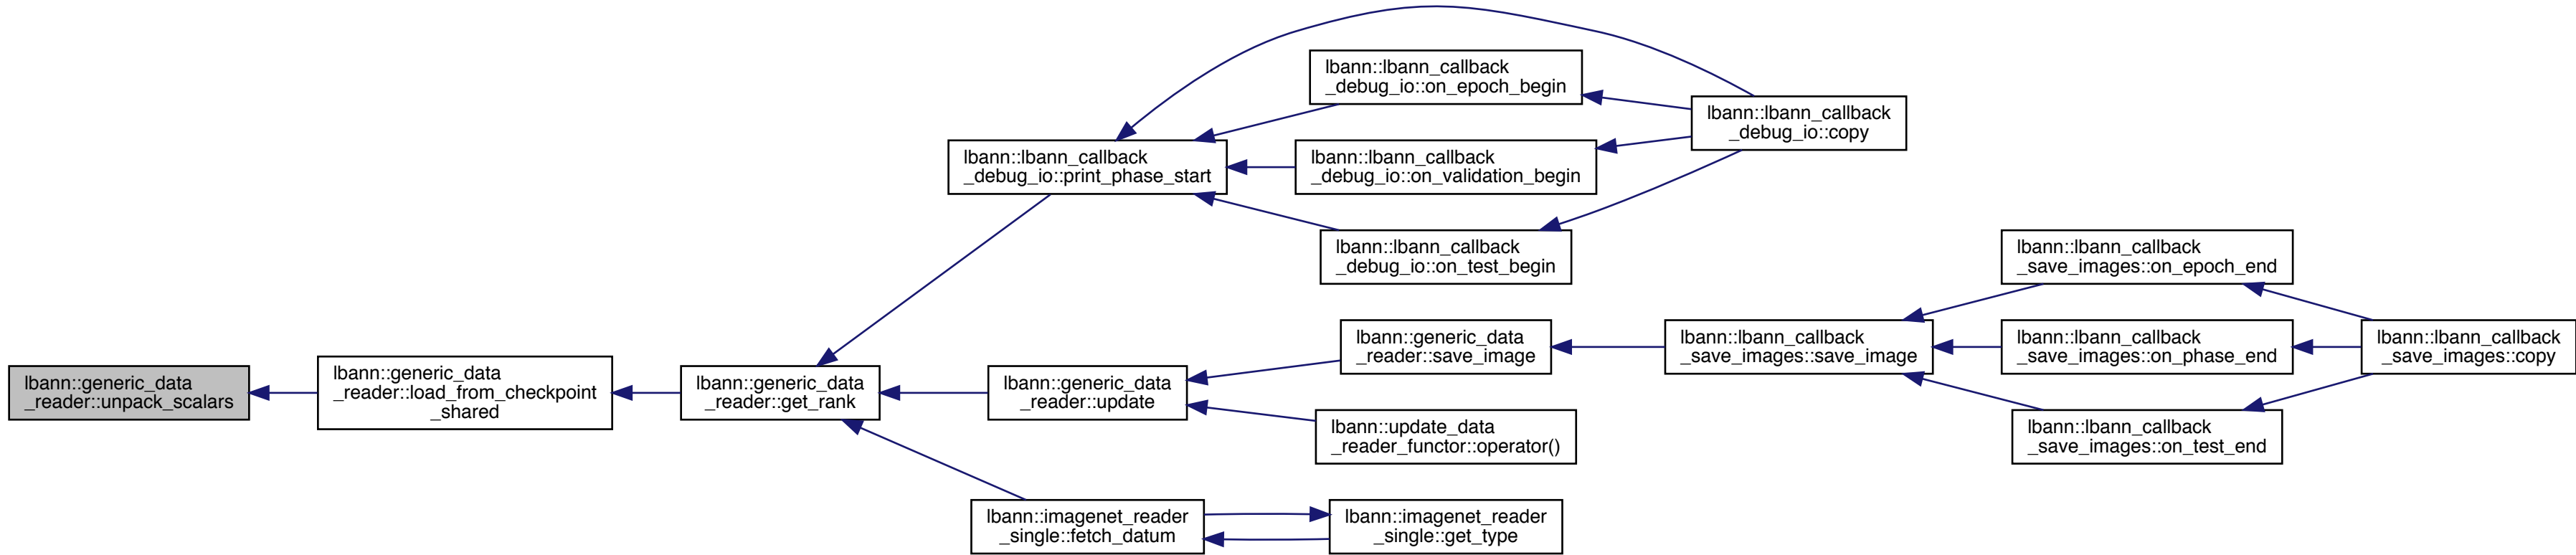 lbann::generic_data
_reader::unpack_scalars
lbann::generic_data
_reader::load_from_checkpoint
_shared
lbann::generic_data
_reader::get_rank
lbann::lbann_callback
_debug_io::print_phase_start
lbann::lbann_callback
_debug_io::on_epoch_begin
lbann::lbann_callback
_debug_io::on_validation_begin
lbann::lbann_callback
_debug_io::on_test_begin
lbann::lbann_callback
_debug_io::copy
lbann::generic_data
_reader::update
lbann::generic_data
_reader::save_image
lbann::update_data
_reader_functor::operator()
lbann::lbann_callback
_save_images::save_image
lbann::lbann_callback
_save_images::on_epoch_end
lbann::lbann_callback
_save_images::on_phase_end
lbann::lbann_callback
_save_images::on_test_end
lbann::lbann_callback
_save_images::copy
lbann::imagenet_reader
_single::fetch_datum
lbann::imagenet_reader
_single::get_type